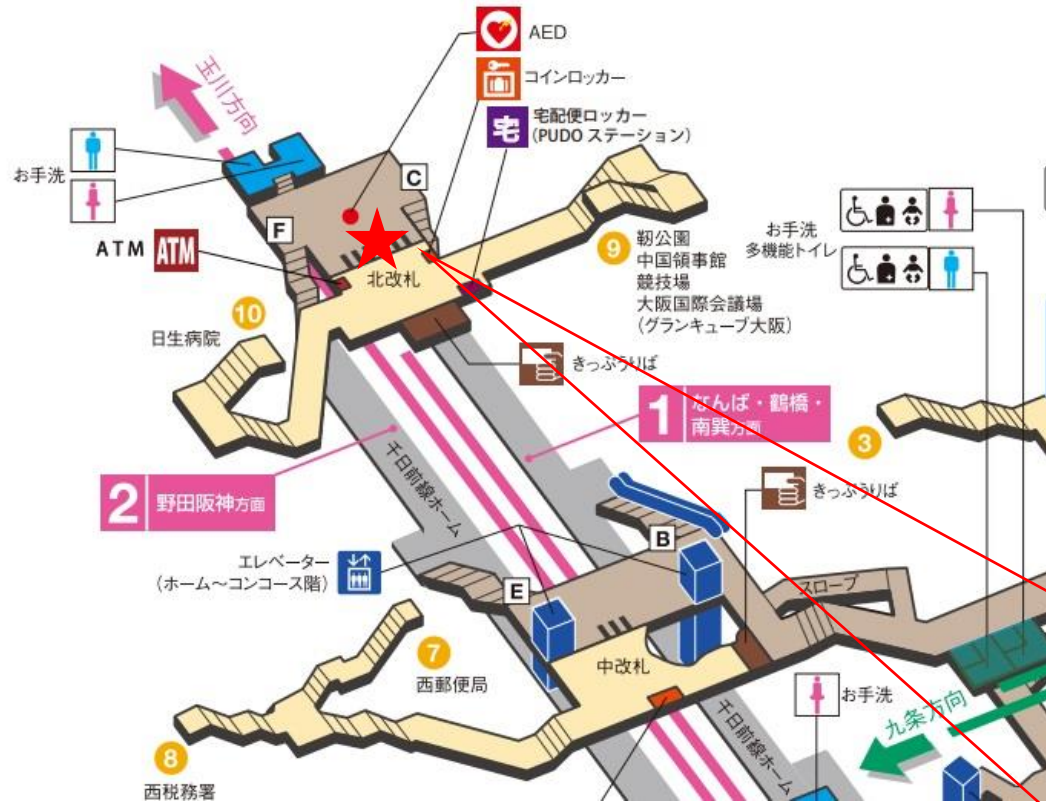 AED
コインロッカー
宅
宅配便ロッカー
(PUDO ステーション)
玉川方向
お手洗
C
F
ATM ATM
北改札
9
靭公園
中国領事館
競技場
大阪国際会議場
(グランキューブ大阪)
お手洗
多機能トイレ
10
日生病院
きっぷうりば
1
なんば・鶴橋・
南巽方面
3
2
野田阪神方面
千日前線ホーム
きっぷうりば
B
エレベーター
(ホーム~コンコース階)
E
スロープ
7
西郵便局
中改札
お手洗
九条方向
千日前線ホーム
8
西税務署